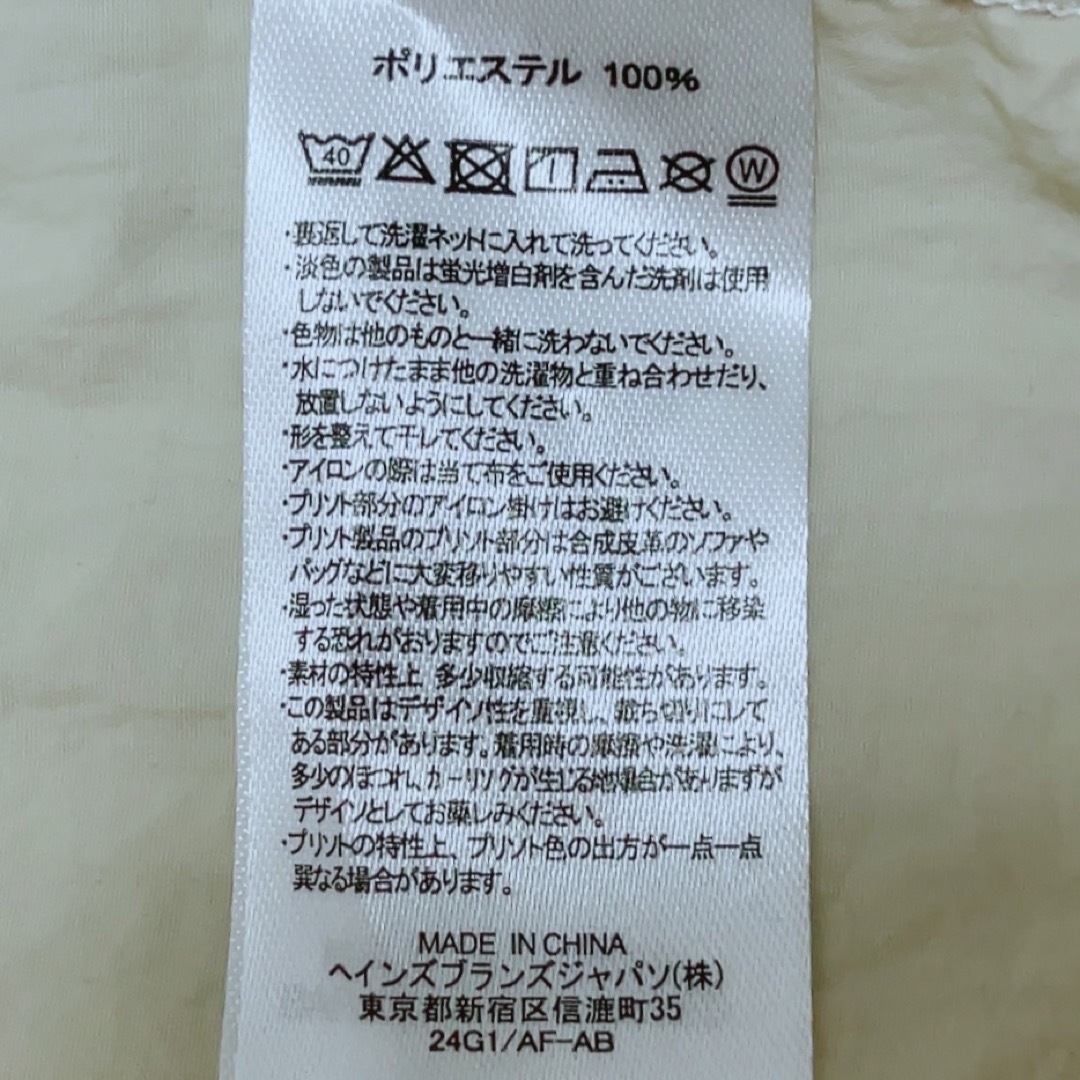 ポリエステル 100%
40
W
・裏返しで洗濯ネットに入れて洗ってください。
・淡色の製品は蛍光増白剤を含んだ洗剤は使用
しないでください。
・色物は他のものと一緒に洗わないでください。
・水につけたまま他の洗濯物と重ね合わせだり、
放置しないようにしてください。
・形を整えて干してください。
・アイロンの際は当て布をご使用ください。
・プリント部分のアイロン掛けはお避けください。
・プリント製品のプリント部分は合成皮革のソファや
バッグなどに大変移りやすい性質がございます。
・湿った状態や着用中の摩擦により他の物に移染
する恐れがおりますのでご注意ください。
・素材の特性上 多少収縮する可能性があります。
・この製品はデザイソ性を重視し、裁ち切りにして
ある部分があります。着用時の摩擦や洗濯により、
多少のほつれ、カーリングが生じる場合がありまずが
デザインとしてお薬しみください。
・プリントの特性上、プリント色の出方が一点一点
異なる場合があります。
MADE IN CHINA
ヘインズブランズジャパソ(株)
東京都新宿区信漉町35
24G1/AF-AB